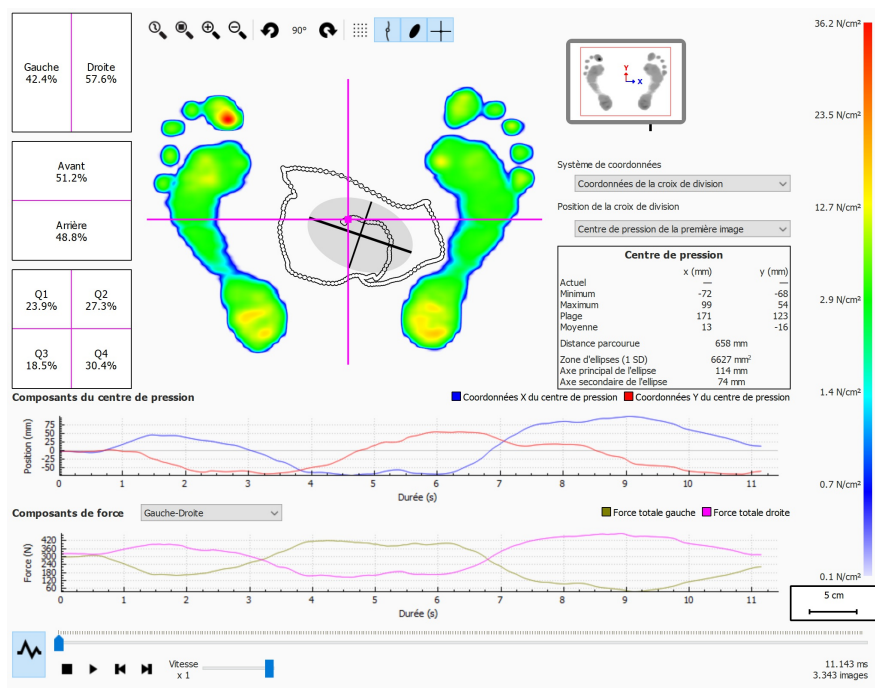 36.2 N/cm²
1
90°
Gauche
42.4%
Droite
57.6%
Y
X
23.5 N/cm²
Avant
51.2%
Arrière
48.8%
Système de coordonnées
Coordonnées de la croix de division
Position de la croix de division
12.7 N/cm²
Centre de pression de la première image
Centre de pression
x (mm) y (mm)
Actuel — —
Minimum -72 -68
Maximum 99 54
Plage 171 123
Moyenne 13 -16
Distance parcourue 658 mm
Zone d'ellipses (1 SD) 6627 mm²
Axe principal de l'ellipse 114 mm
Axe secondaire de l'ellipse 74 mm
Q1
23.9%
Q2
27.3%
Q3
18.5%
Q4
30.4%
2.9 N/cm²
1.4 N/cm²
Composants du centre de pression
Coordonnées X du centre de pression Coordonnées Y du centre de pression
Position (mm)
75
50
25
0
-25
-50
0 1 2 3 4 5 6 7 8 9 10 11
Durée (s)
0.7 N/cm²
Composants de force Gauche-Droite Force totale gauche Force totale droite
Force (N)
420
360
300
240
180
120
60
0 1 2 3 4 5 6 7 8 9 10 11
Durée (s)
0.1 N/cm²
5 cm
Vitesse
x 1
11.143 ms
3.343 images